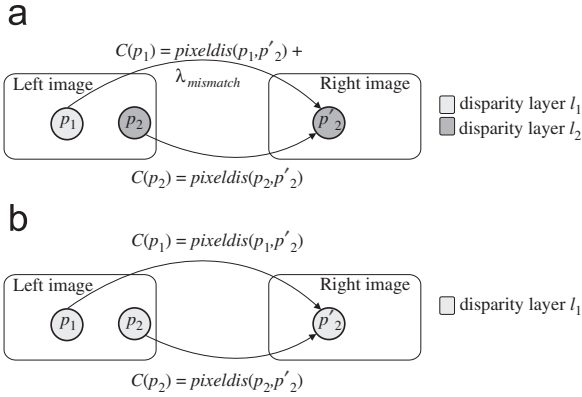 a
C(p₁) = pixeldis(p₁,p′₂) +
λmismatch
Left image
Right image
p₁
p₂
p′₂
disparity layer l₁
disparity layer l₂
C(p₂) = pixeldis(p₂,p′₂)
b
C(p₁) = pixeldis(p₁,p′₂)
Left image
Right image
p₁
p₂
p′₂
disparity layer l₁
C(p₂) = pixeldis(p₂,p′₂)